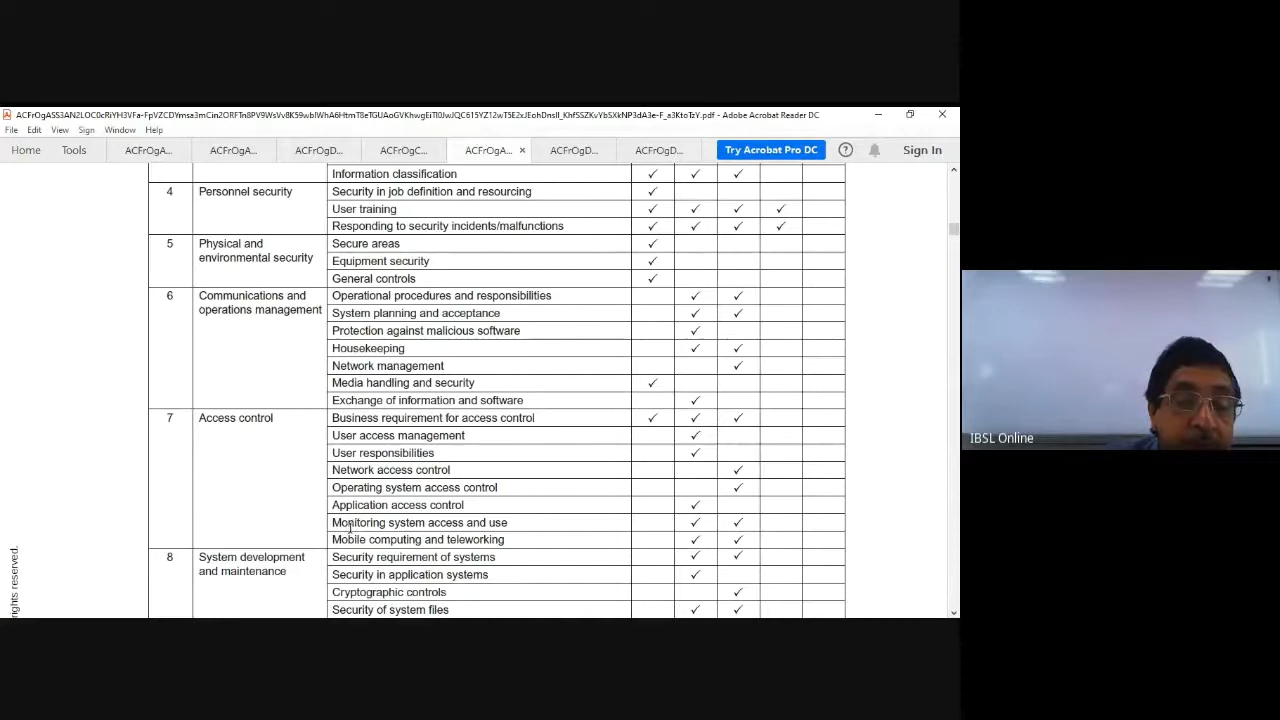 ACFrOgASS3AN2LOC0cRiYH3VFa-FpVZCDYmsa3mCin2ORFTn8PV9WsVv8K59wbIWhA6HtmT8eTGUAoGVKhwgEiTI0JwJQC615YZ12wT5E2xJEohDnsII_KhfSSZKvYbSXkNP3dA3e-F_a3KtoTzY.pdf - Adobe Acrobat Reader DC
File Edit View Sign Window Help
Home Tools ACFrOgA... ACFrOgA... ACFrOgD... ACFrOgC... ACFrOgA... × ACFrOgD... ACFrOgD... Try Acrobat Pro DC Sign In
Information classification ✓ ✓ ✓
4 Personnel security Security in job definition and resourcing ✓
User training ✓ ✓ ✓ ✓
Responding to security incidents/malfunctions ✓ ✓ ✓ ✓
5 Physical and environmental security Secure areas ✓
Equipment security ✓
General controls ✓
6 Communications and operations management Operational procedures and responsibilities ✓ ✓
System planning and acceptance ✓ ✓
Protection against malicious software ✓
Housekeeping ✓ ✓
Network management ✓
Media handling and security ✓
Exchange of information and software ✓
7 Access control Business requirement for access control ✓ ✓ ✓
User access management ✓
User responsibilities ✓
Network access control ✓
Operating system access control ✓
Application access control ✓
Monitoring system access and use ✓ ✓
Mobile computing and teleworking ✓ ✓
8 System development and maintenance Security requirement of systems ✓ ✓
Security in application systems ✓
Cryptographic controls ✓
Security of system files ✓ ✓
rights reserved.
IBSL Online